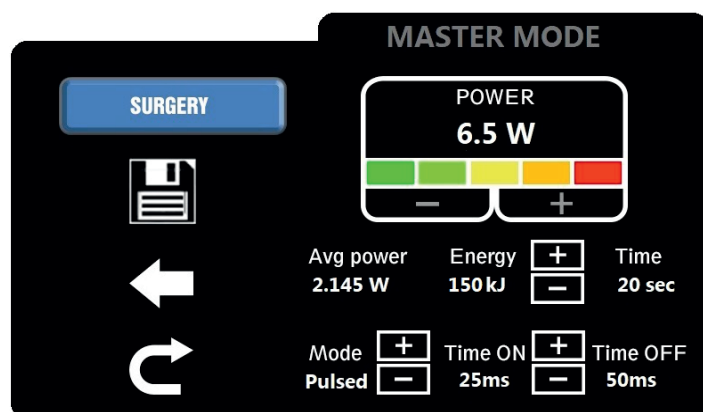 MASTER MODE
SURGERY
POWER
6.5 W
− +
Avg power Energy + Time
2.145 W 150 kJ − 20 sec
Mode + Time ON + Time OFF
Pulsed − 25ms − 50ms